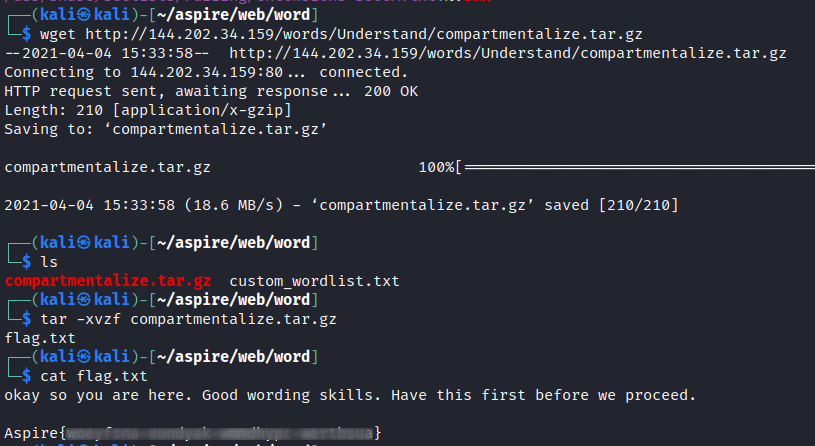 ┌──(kali㉿kali)-[~/aspire/web/word]
└─$ wget http://144.202.34.159/words/Understand/compartmentalize.tar.gz
--2021-04-04 15:33:58-- http://144.202.34.159/words/Understand/compartmentalize.tar.gz
Connecting to 144.202.34.159:80... connected.
HTTP request sent, awaiting response... 200 OK
Length: 210 [application/x-gzip]
Saving to: ‘compartmentalize.tar.gz’
compartmentalize.tar.gz 100%[==========================================
2021-04-04 15:33:58 (18.6 MB/s) - ‘compartmentalize.tar.gz’ saved [210/210]
┌──(kali㉿kali)-[~/aspire/web/word]
└─$ ls
compartmentalize.tar.gz custom_wordlist.txt
┌──(kali㉿kali)-[~/aspire/web/word]
└─$ tar -xvzf compartmentalize.tar.gz
flag.txt
┌──(kali㉿kali)-[~/aspire/web/word]
└─$ cat flag.txt
okay so you are here. Good wording skills. Have this first before we proceed.
Aspire{ }